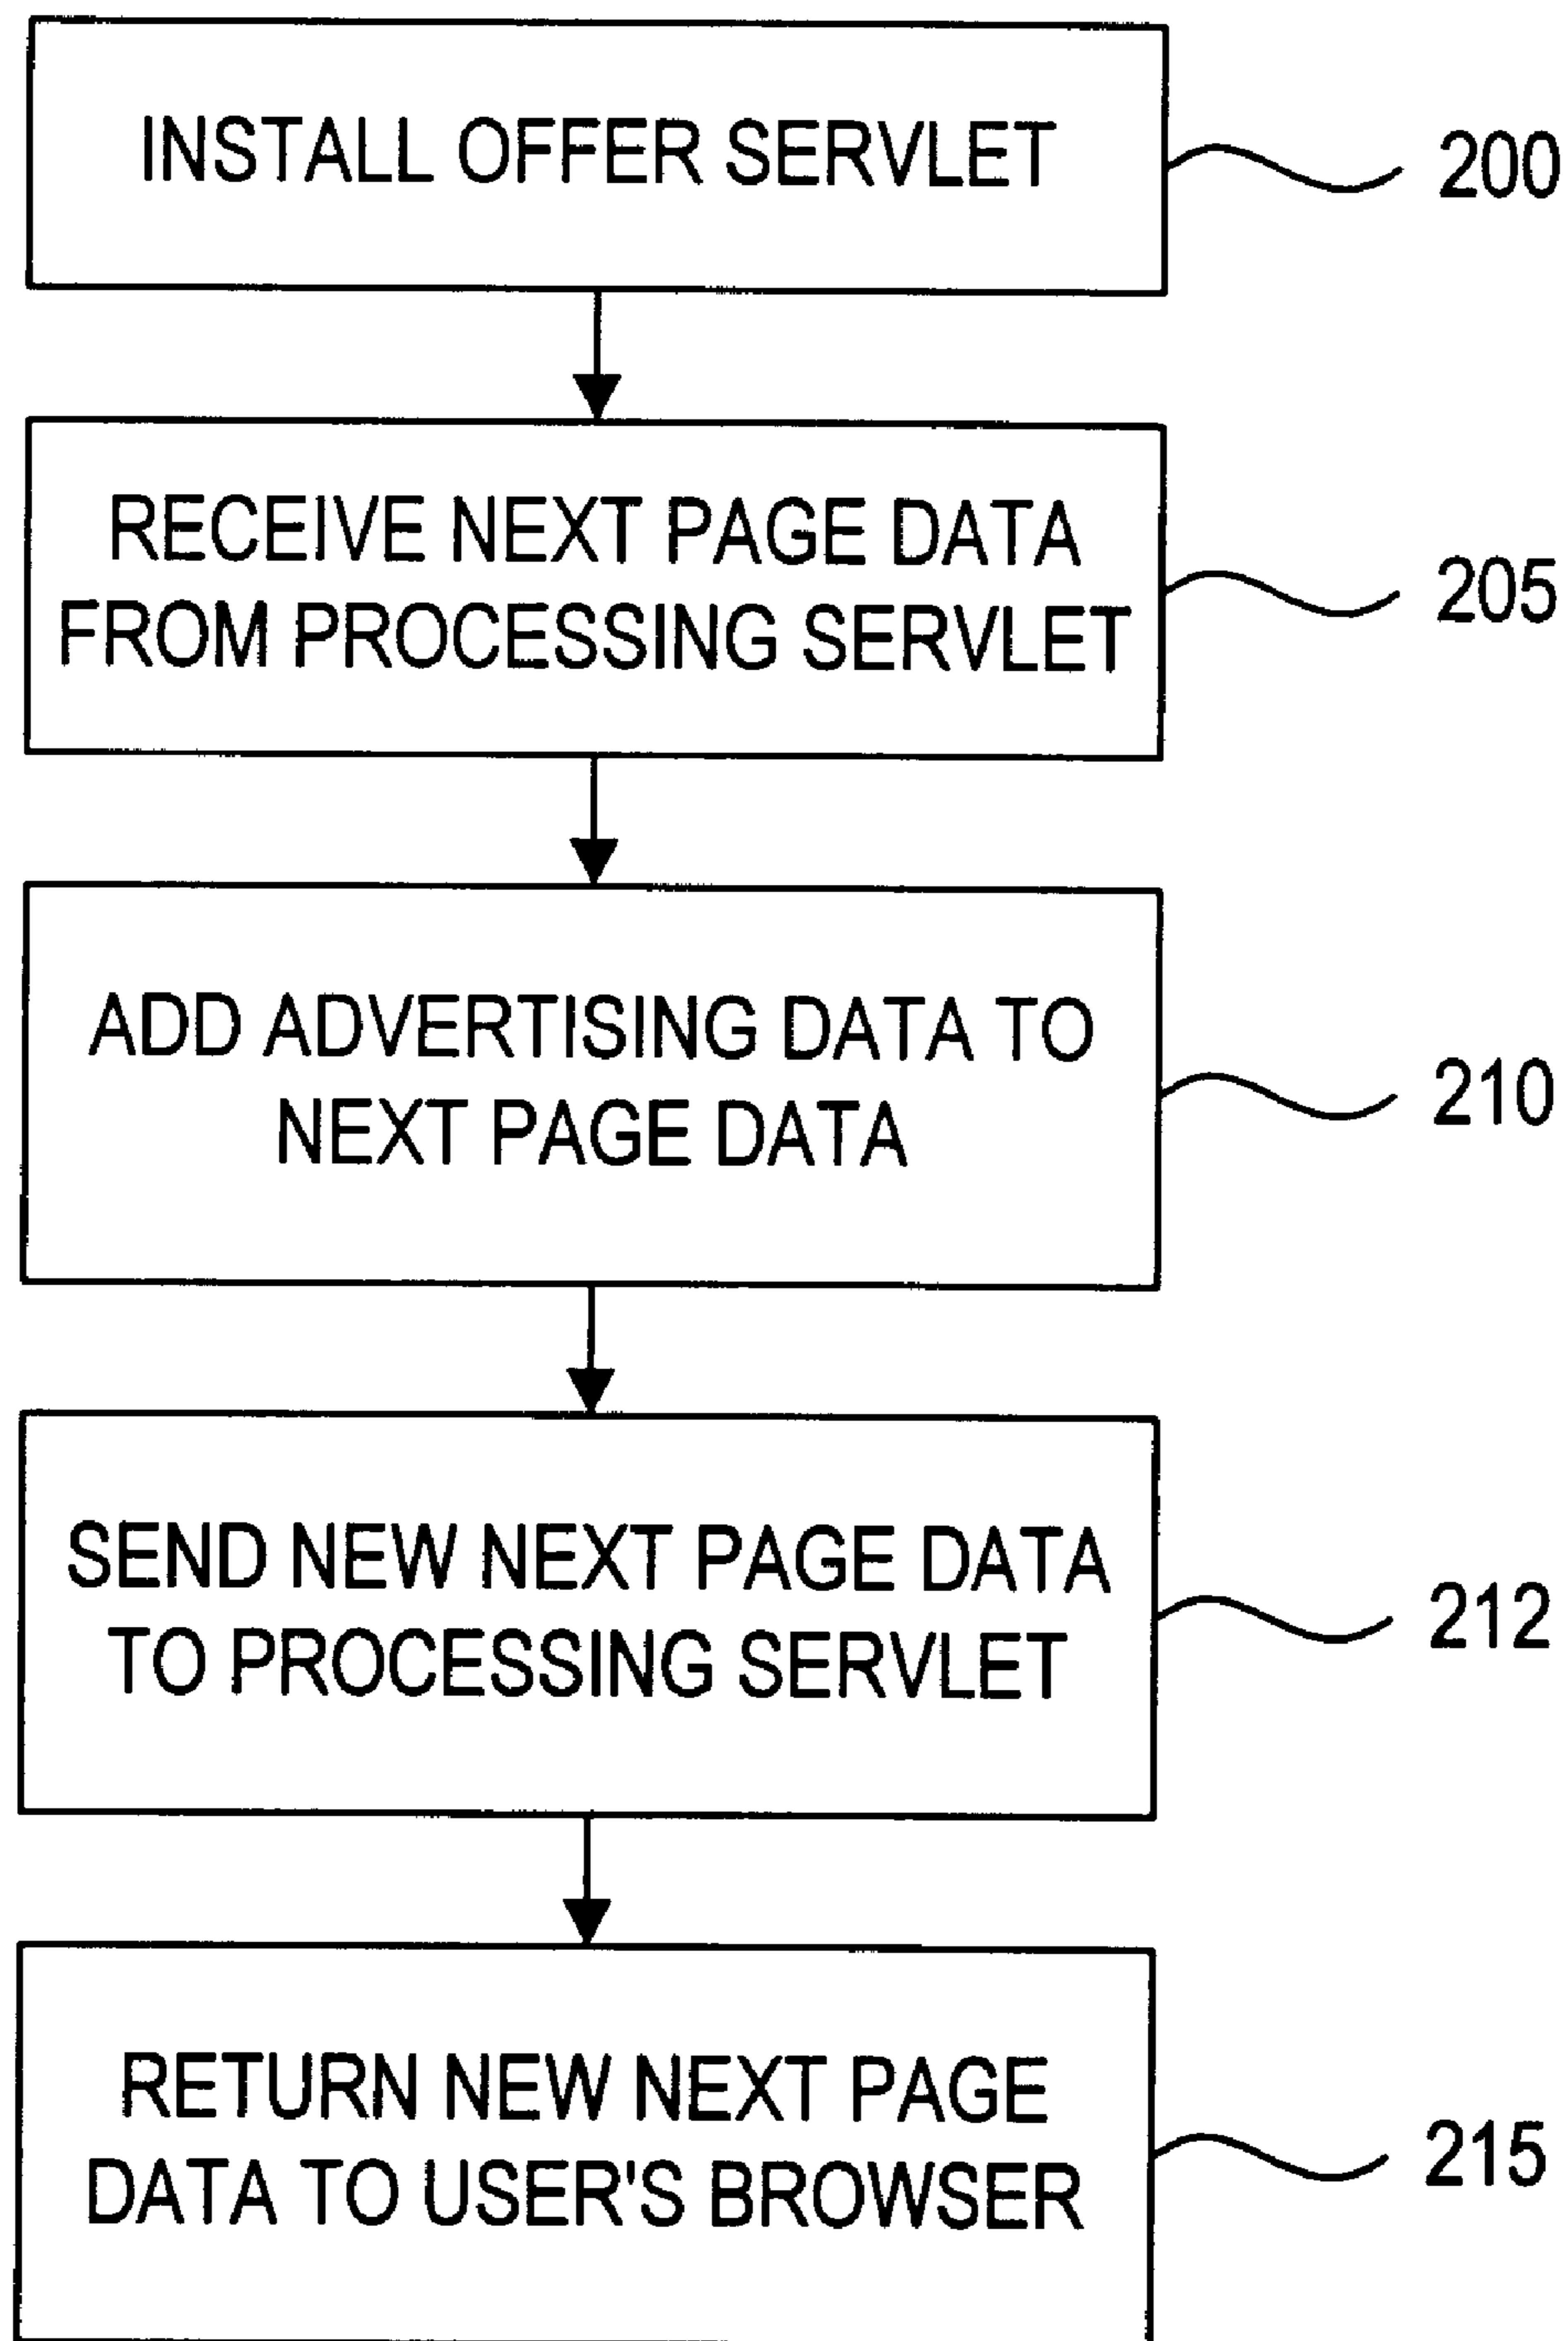 INSTALL OFFER SERVLET
200
RECEIVE NEXT PAGE DATA
FROM PROCESSING SERVLET
205
ADD ADVERTISING DATA TO
NEXT PAGE DATA
210
SEND NEW NEXT PAGE DATA
TO PROCESSING SERVLET
212
RETURN NEW NEXT PAGE
DATA TO USER'S BROWSER
215